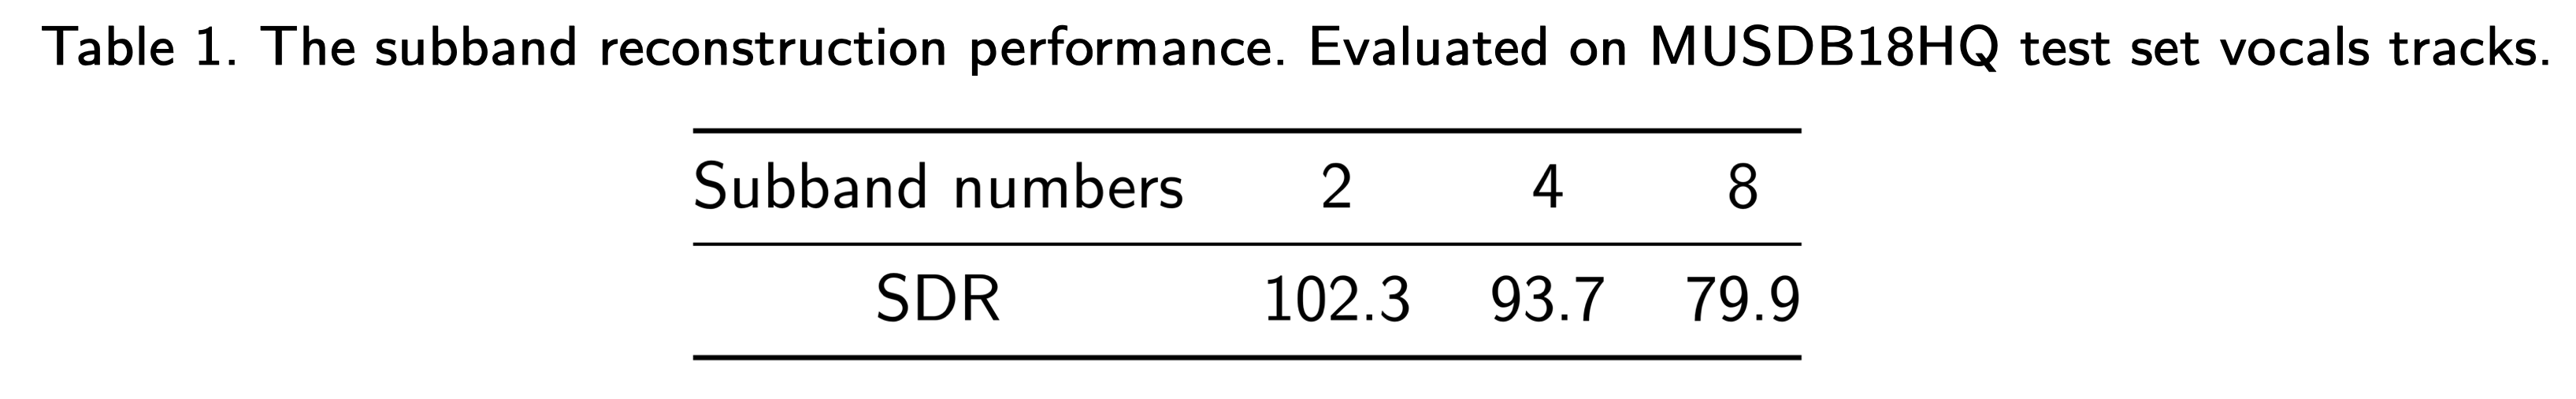 Table 1. The subband reconstruction performance. Evaluated on MUSDB18HQ test set vocals tracks.
Subband numbers 2 4 8
SDR 102.3 93.7 79.9